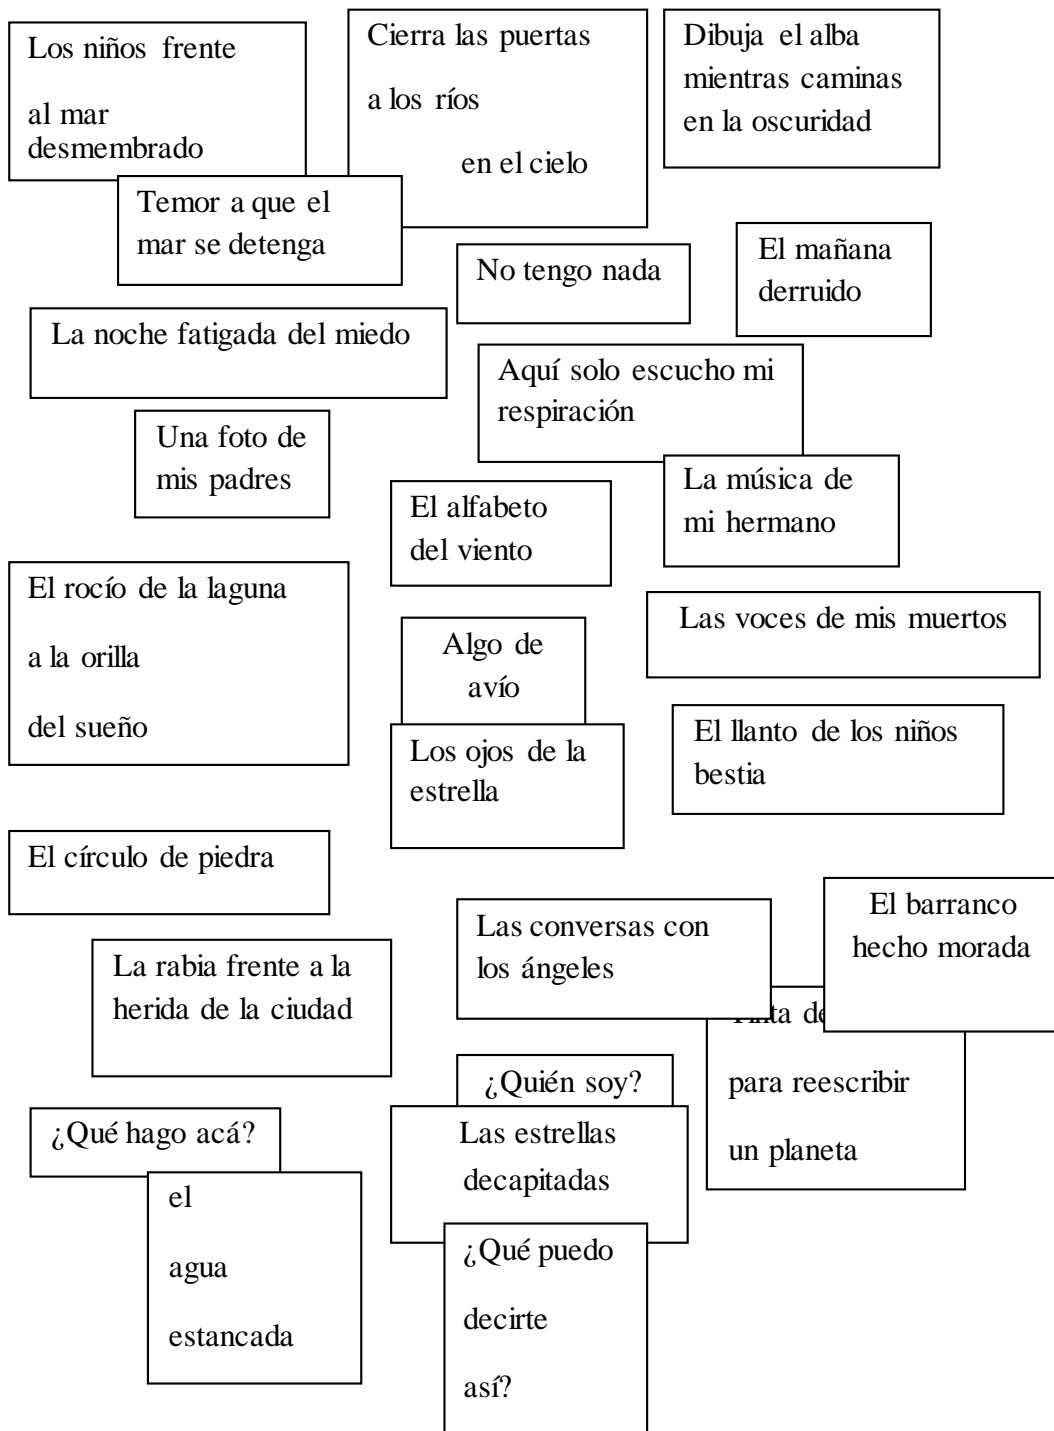 Los niños frente
al mar
desmembrado
Cierra las puertas
a los ríos
en el cielo
Dibuja el alba
mientras caminas
en la oscuridad
Temor a que el
mar se detenga
No tengo nada
El mañana
derruido
La noche fatigada del miedo
Aquí solo escucho mi
respiración
Una foto de
mis padres
La música de
mi hermano
El alfabeto
del viento
El rocío de la laguna
a la orilla
del sueño
Las voces de mis muertos
Algo de
avío
Los ojos de la
estrella
El llanto de los niños
bestia
El círculo de piedra
El barranco
hecho morada
Las conversas con
los ángeles
La rabia frente a la
herida de la ciudad
para reescribir
un planeta
¿Quién soy?
¿Qué hago acá?
Las estrellas
decapitadas
el
agua
estancada
¿Qué puedo
decirte
así?